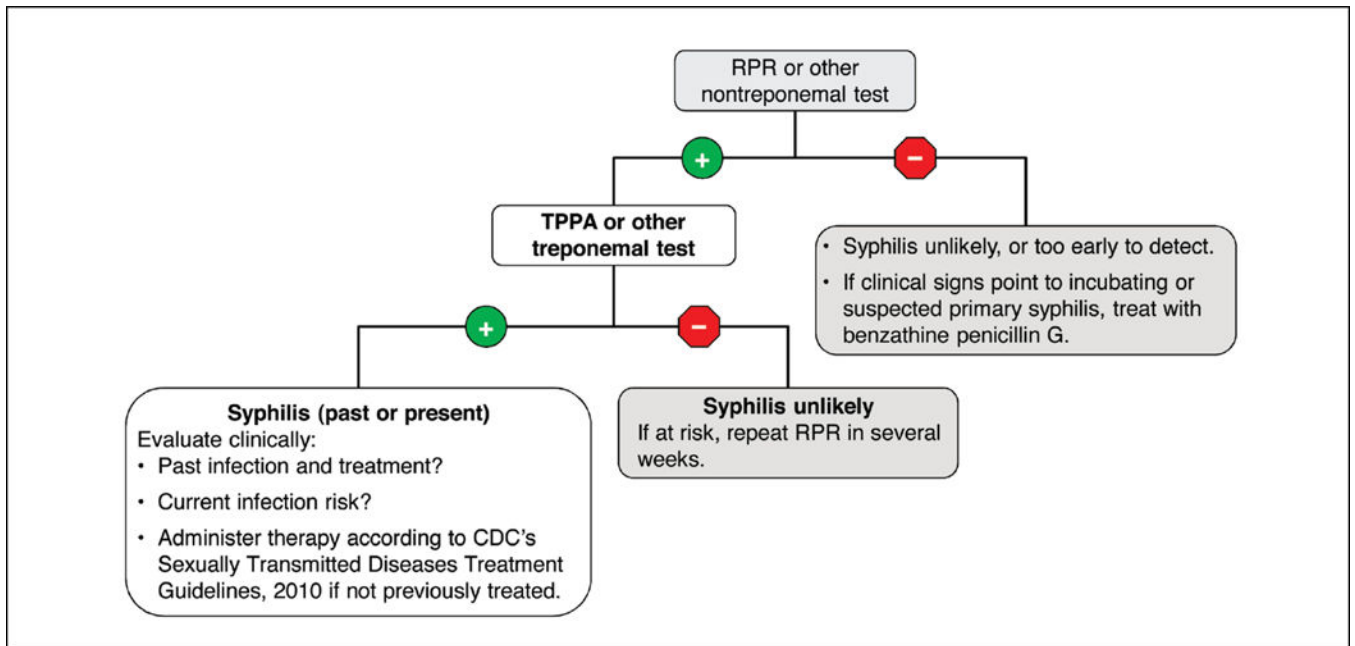 RPR or other
nontreponemal test
+
−
TPPA or other
treponemal test
• Syphilis unlikely, or too early to detect.
• If clinical signs point to incubating or
suspected primary syphilis, treat with
benzathine penicillin G.
+
−
Syphilis (past or present)
Evaluate clinically:
• Past infection and treatment?
• Current infection risk?
• Administer therapy according to CDC’s
Sexually Transmitted Diseases Treatment
Guidelines, 2010 if not previously treated.
Syphilis unlikely
If at risk, repeat RPR in several
weeks.